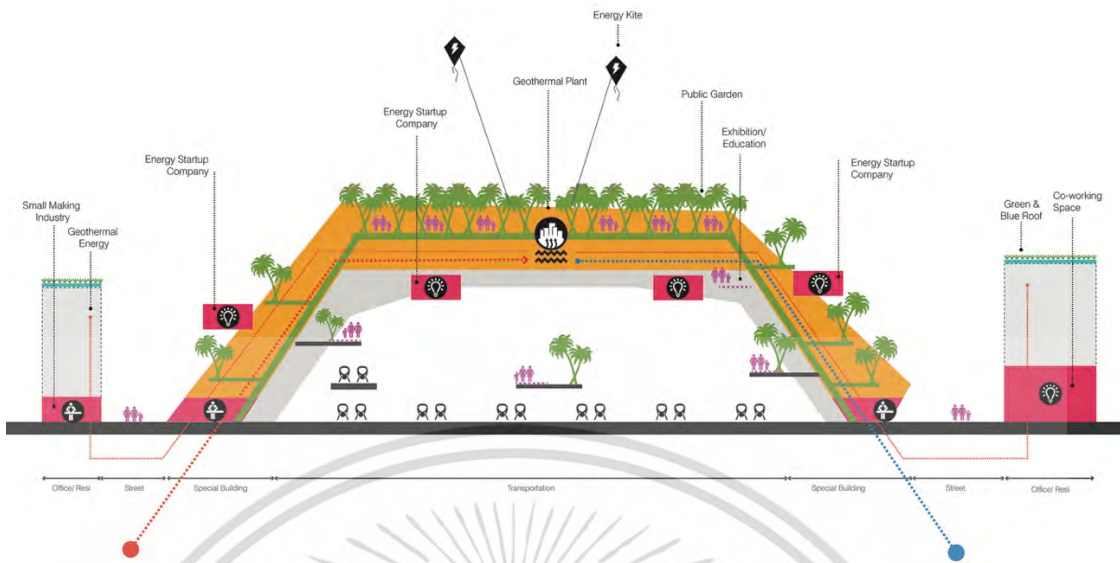 Energy Kite
Geothermal Plant
Public Garden
Energy Startup
Company
Exhibition/
Education
Energy Startup
Company
Energy Startup
Company
Small Making
Industry
Geothermal
Energy
Green &
Blue Roof
Co-working
Space
Office/ Resi
Street
Special Building
Transportation
Special Building
Street
Office/ Resi